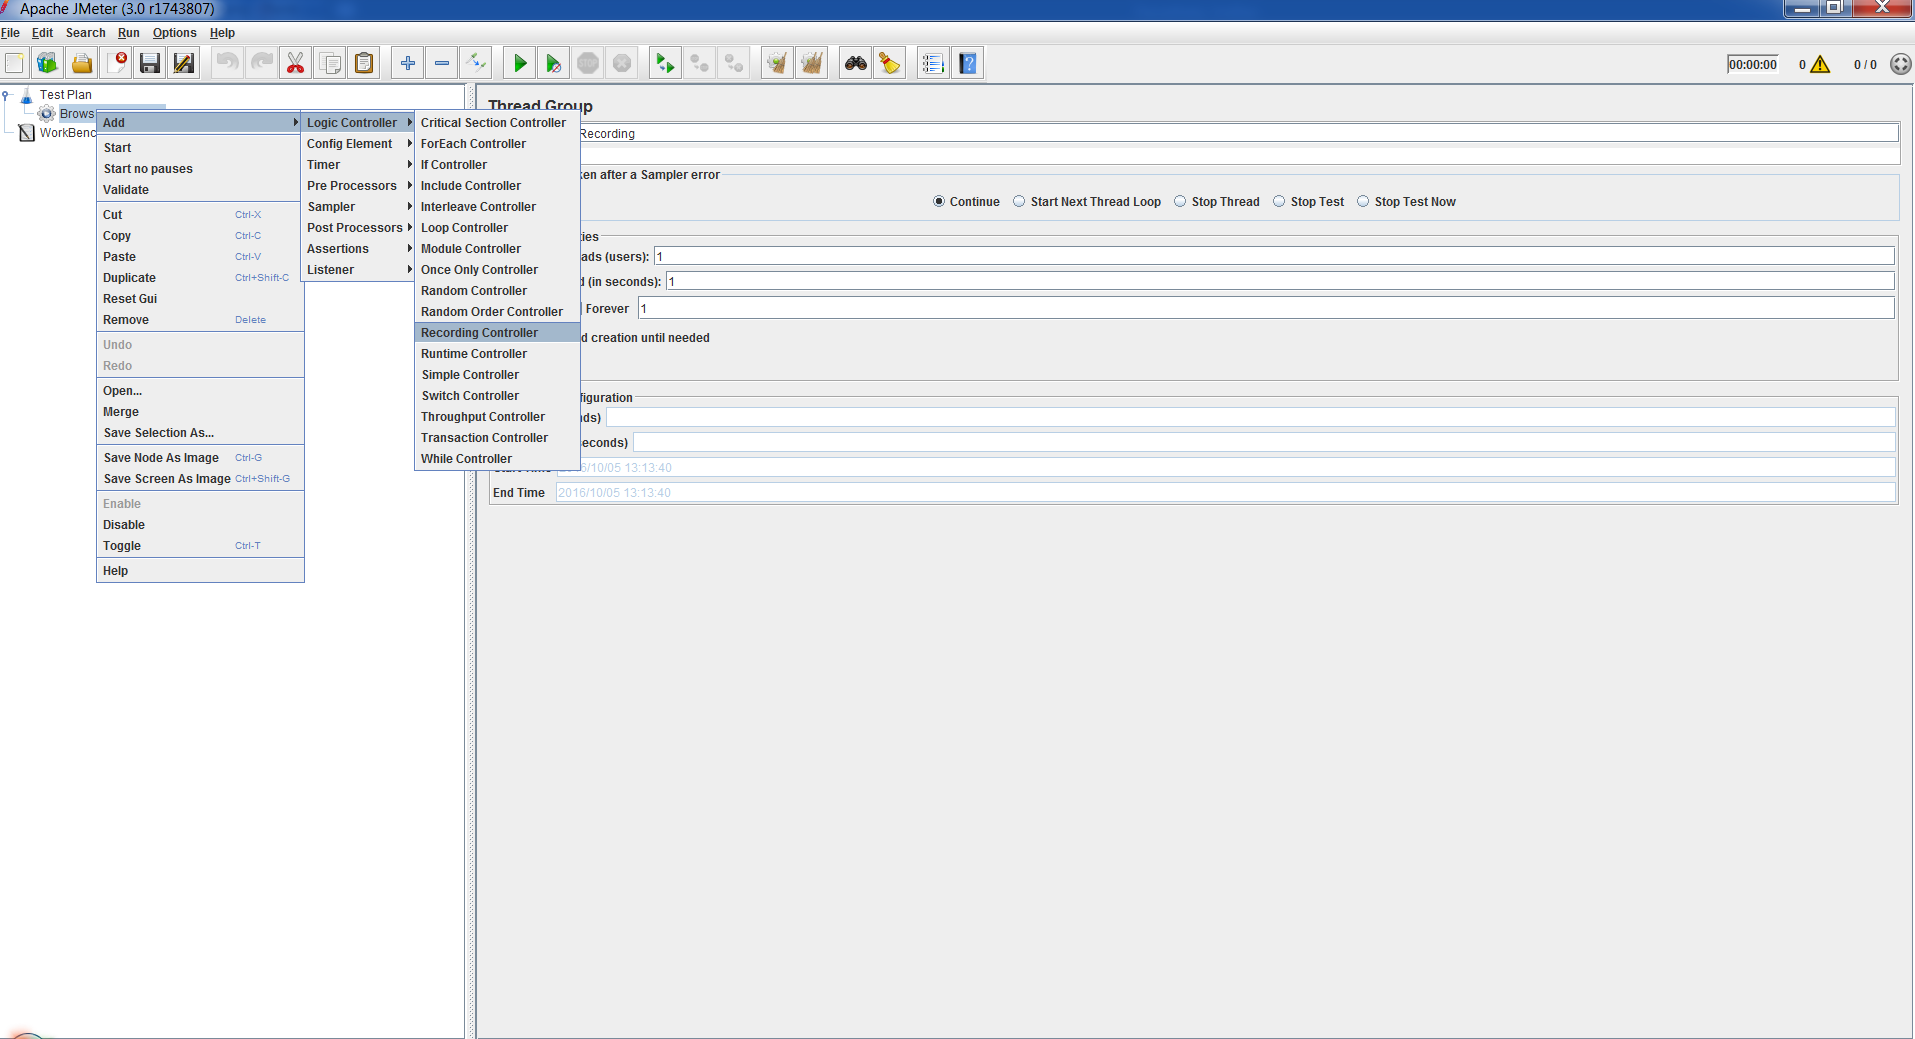 Apache JMeter (3.0 r1743807)
File Edit Search Run Options Help
00:00:00 0 0 / 0
Test Plan
Brows
WorkBenc
Add
Start
Start no pauses
Validate
Cut Ctrl-X
Copy Ctrl-C
Paste Ctrl-V
Duplicate Ctrl+Shift-C
Reset Gui
Remove Delete
Undo
Redo
Open...
Merge
Save Selection As...
Save Node As Image Ctrl-G
Save Screen As Image Ctrl+Shift-G
Enable
Disable
Toggle Ctrl-T
Help
Logic Controller
Config Element
Timer
Pre Processors
Sampler
Post Processors
Assertions
Listener
Critical Section Controller
ForEach Controller
If Controller
Include Controller
Interleave Controller
Loop Controller
Module Controller
Once Only Controller
Random Controller
Random Order Controller
Recording Controller
Runtime Controller
Simple Controller
Switch Controller
Throughput Controller
Transaction Controller
While Controller
Thread Group
Recording
ken after a Sampler error
Continue Start Next Thread Loop Stop Thread Stop Test Stop Test Now
ties
ads (users): 1
d (in seconds): 1
Forever 1
d creation until needed
figuration
nds)
econds)
6/10/05 13:13:40
End Time 2016/10/05 13:13:40